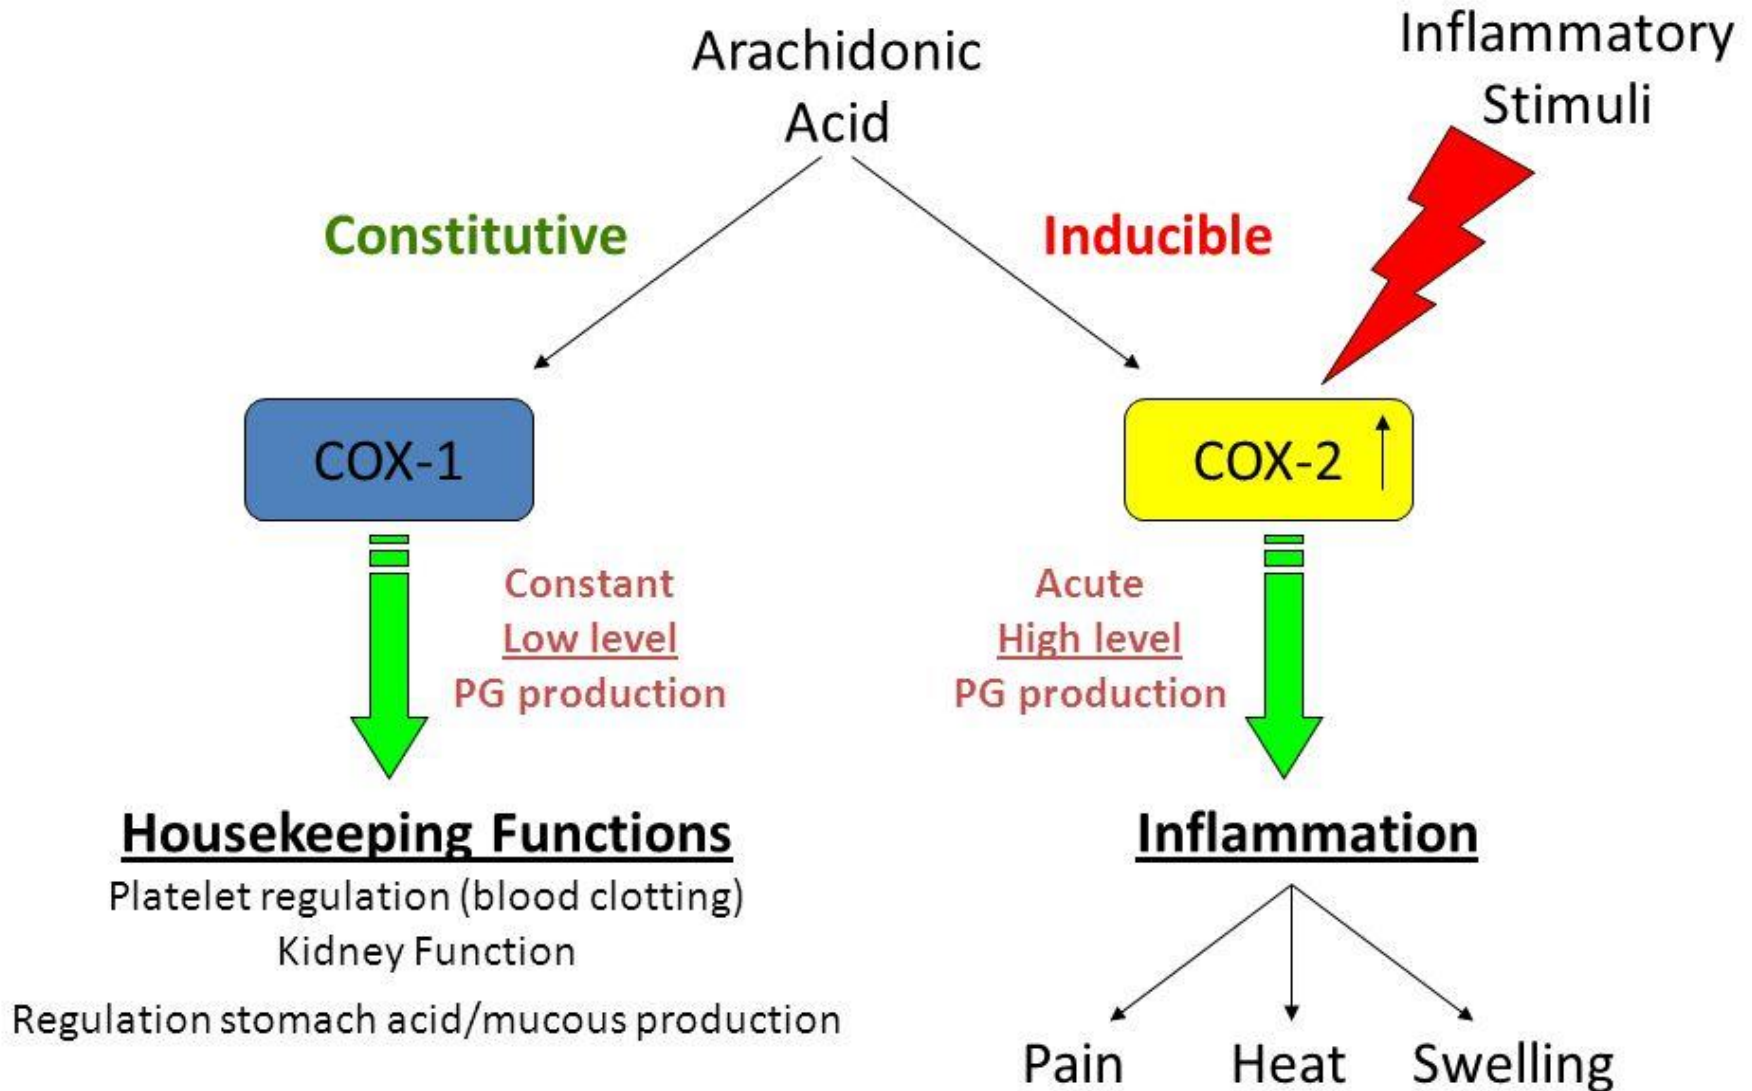 Arachidonic
Acid
Inflammatory
Stimuli
Constitutive
Inducible
COX-1
COX-2
Constant
Low level
PG production
Acute
High level
PG production
Housekeeping Functions
Platelet regulation (blood clotting)
Kidney Function
Regulation stomach acid/mucous production
Inflammation
Pain
Heat
Swelling